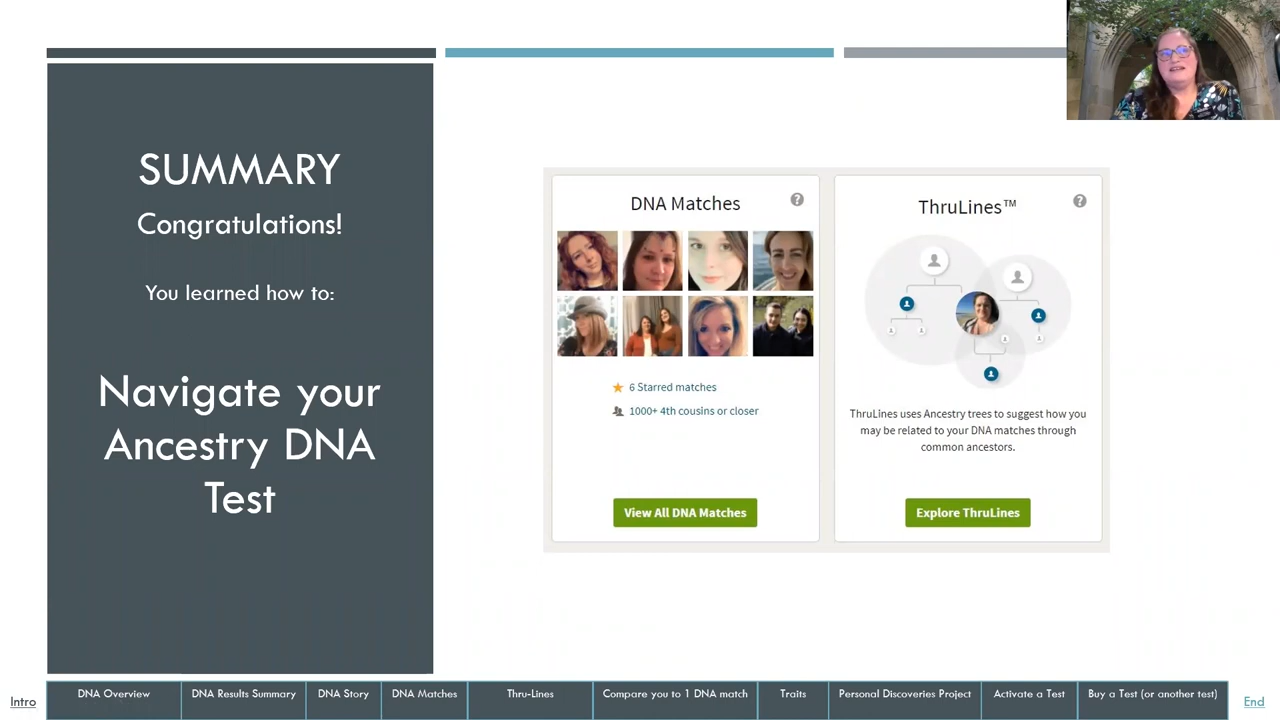 SUMMARY
Congratulations!
You learned how to:
Navigate your
Ancestry DNA
Test
DNA Matches
?
6 Starred matches
1000+ 4th cousins or closer
View All DNA Matches
ThruLines™
?
ThruLines uses Ancestry trees to suggest how you
may be related to your DNA matches through
common ancestors.
Explore ThruLines
Intro
DNA Overview
DNA Results Summary
DNA Story
DNA Matches
Thru-Lines
Compare you to 1 DNA match
Traits
Personal Discoveries Project
Activate a Test
Buy a Test (or another test)
End